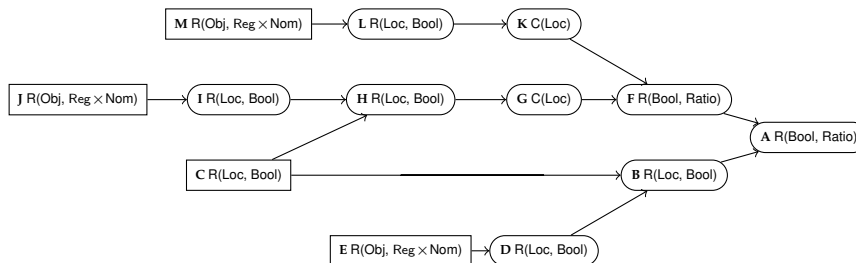 M R(Obj, Reg×Nom) L R(Loc, Bool) K C(Loc)
J R(Obj, Reg×Nom) I R(Loc, Bool) H R(Loc, Bool) G C(Loc) F R(Bool, Ratio)
A R(Bool, Ratio)
C R(Loc, Bool) B R(Loc, Bool)
E R(Obj, Reg×Nom) D R(Loc, Bool)